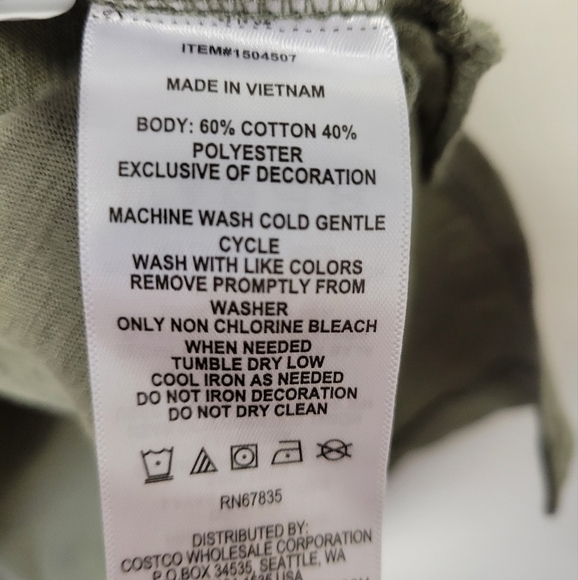 ITEM#1504507
MADE IN VIETNAM
BODY: 60% COTTON 40%
POLYESTER
EXCLUSIVE OF DECORATION
MACHINE WASH COLD GENTLE
CYCLE
WASH WITH LIKE COLORS
REMOVE PROMPTLY FROM
WASHER
ONLY NON CHLORINE BLEACH
WHEN NEEDED
TUMBLE DRY LOW
COOL IRON AS NEEDED
DO NOT IRON DECORATION
DO NOT DRY CLEAN
RN67835
DISTRIBUTED BY:
COSTCO WHOLESALE CORPORATION
P.O.BOX 34535, SEATTLE, WA
USA